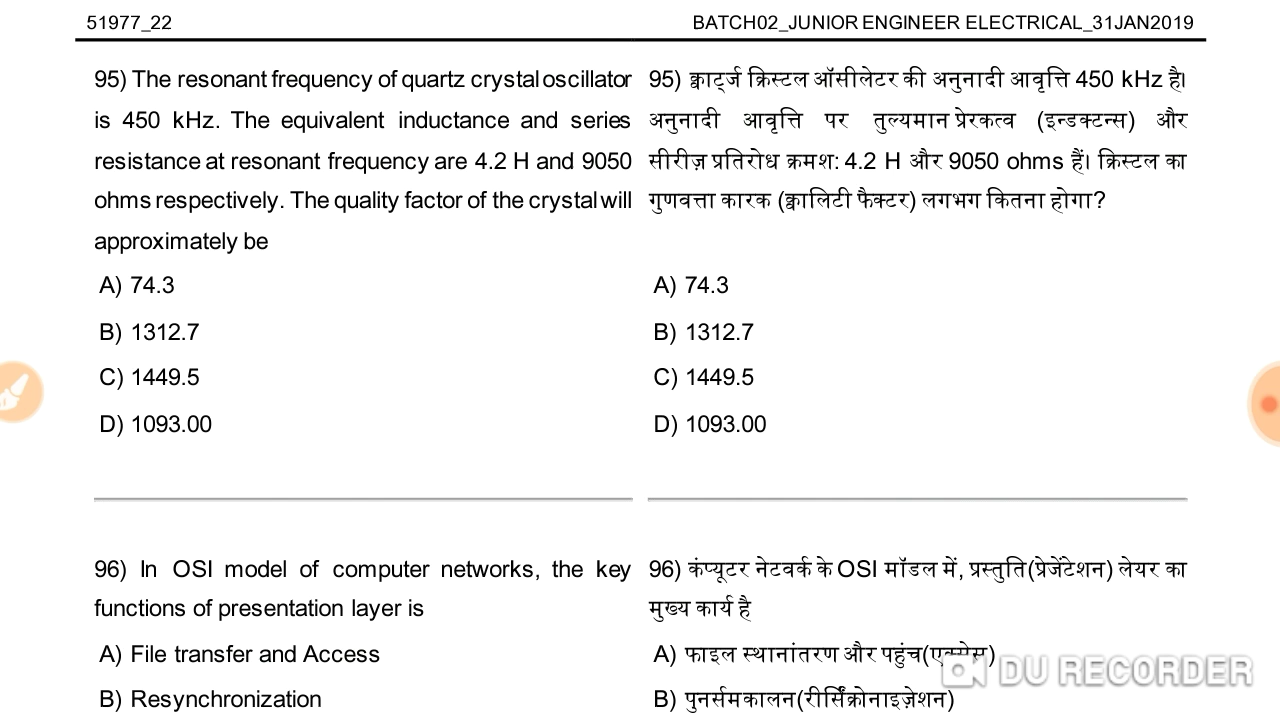 51977_22
BATCH02_JUNIOR ENGINEER ELECTRICAL_31JAN2019
95) The resonant frequency of quartz crystal oscillator
is 450 kHz. The equivalent inductance and series
resistance at resonant frequency are 4.2 H and 9050
ohms respectively. The quality factor of the crystal will
approximately be
A) 74.3
B) 1312.7
C) 1449.5
D) 1093.00
95) क्वाट्र्ज क्रिस्टल ऑसीलेटर की अनुनादी आवृत्ति 450 kHz है।
अनुनादी आवृत्ति पर तुल्यमान प्रेरकत्व (इन्डक्टन्स) और
सीरीज़ प्रतिरोध क्रमश: 4.2 H और 9050 ohms हैं। क्रिस्टल का
गुणवत्ता कारक (क्वालिटी फैक्टर) लगभग कितना होगा?
A) 74.3
B) 1312.7
C) 1449.5
D) 1093.00
96) In OSI model of computer networks, the key
functions of presentation layer is
A) File transfer and Access
B) Resynchronization
96) कंप्यूटर नेटवर्क के OSI मॉडल में, प्रस्तुति(प्रेजेंटेशन) लेयर का
मुख्य कार्य है
A) फाइल स्थानांतरण और पहुंच(एक्सेस)
B) पुनर्समकालन(रीर्सिंक्रोनाइज़ेशन)
DU RECORDER